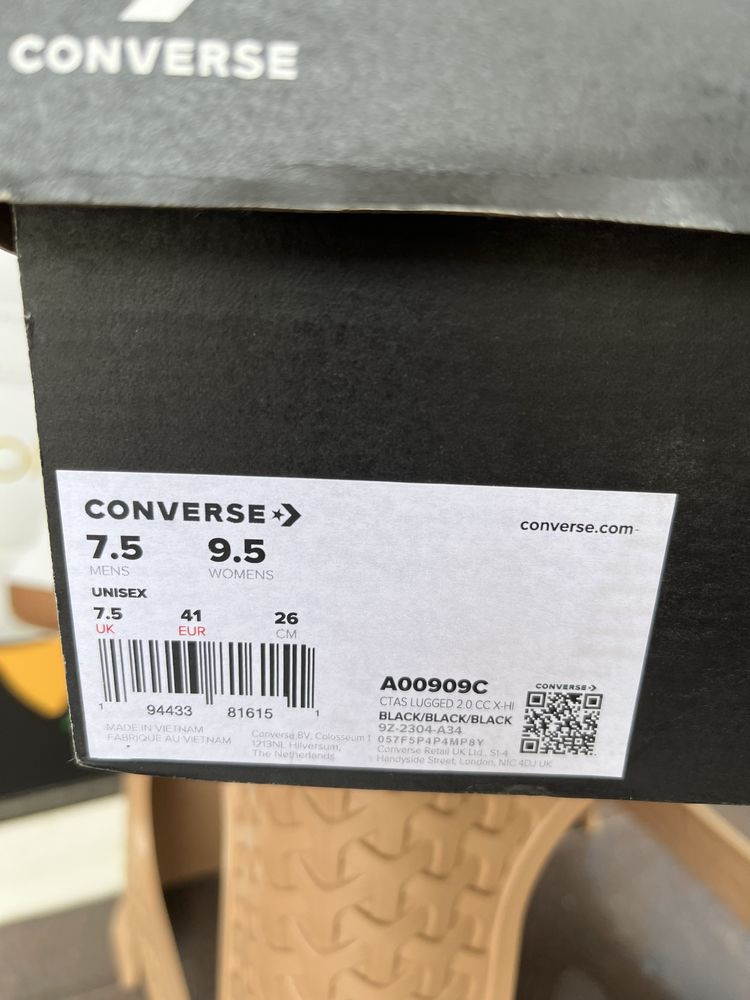 CONVERSE
CONVERSE
converse.com
7.5 9.5
MENS WOMENS
UNISEX
7.5 41 26
UK EUR CM
1 94433 81615 1
MADE IN VIETNAM
FABRIQUE AU VIETNAM
Converse BV, Colosseum 1
1213NL Hilversum,
The Netherlands
A00909C
CTAS LUGGED 2.0 CC X-HI
BLACK/BLACK/BLACK
9Z-2304-A34
057F5P4P4MP8Y
Converse Retail UK Ltd., S1-4
Handyside Street, London, N1C 4DJ UK
CONVERSE